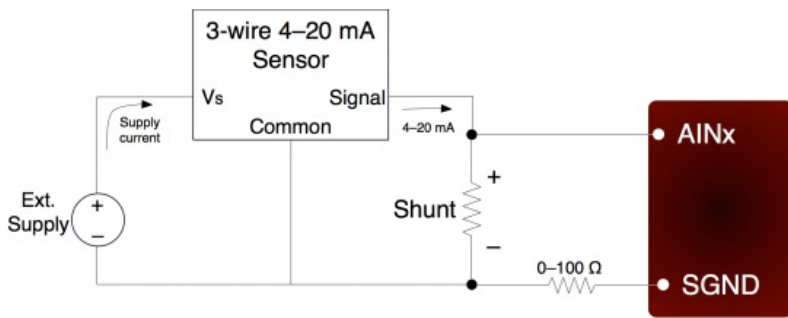 3-wire 4–20 mA
Sensor
Vs
Signal
Common
Supply
current
4–20 mA
AINx
Ext.
Supply
+
–
Shunt
+
–
0–100 Ω
SGND